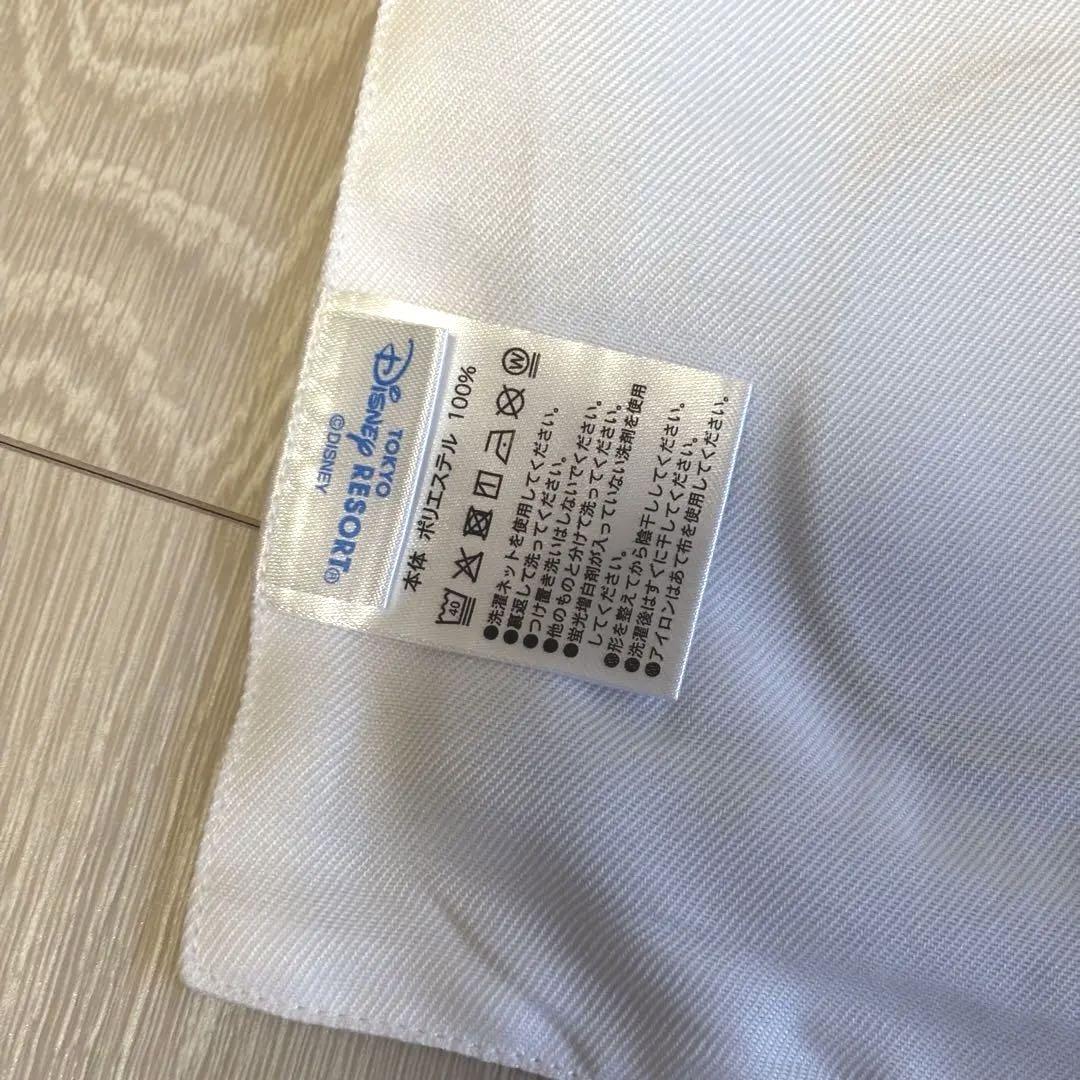 TOKYO
DISNEP RESORT®
©DISNEY
本体 ポリエステル 100%
40
W
●洗濯ネットを使用してください。
●裏返して洗ってください。
●つけ置き洗いはしないでください。
●他のものと分けて洗ってください。
●蛍光増白剤が入っていない洗剤を使用
してください。
●形を整えてから陰干ししてください。
●洗濯後はすぐに干してください。
●アイロンはあて布を使用してください。